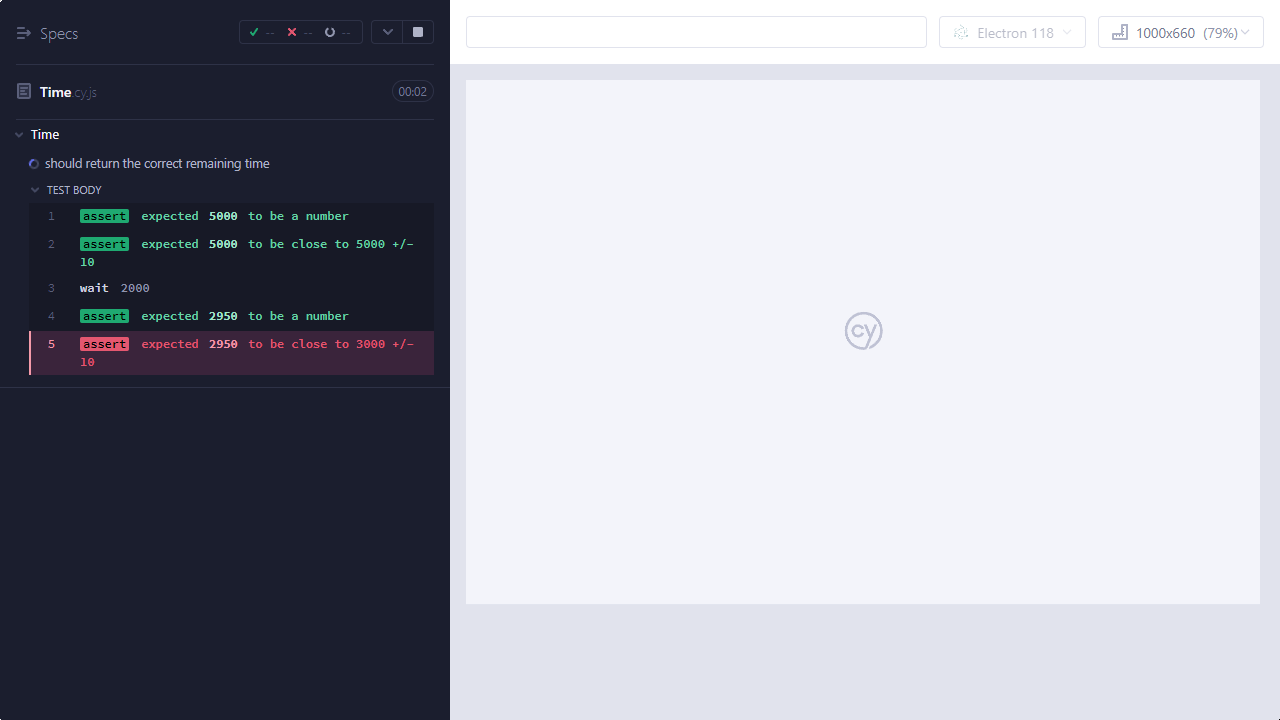 Specs
--
--
--
Electron 118
1000x660 (79%)
Time.cy.js
00:02
Time
should return the correct remaining time
TEST BODY
1 assert expected 5000 to be a number
2 assert expected 5000 to be close to 5000 +/-
10
3 wait 2000
4 assert expected 2950 to be a number
5 assert expected 2950 to be close to 3000 +/-
10
cy